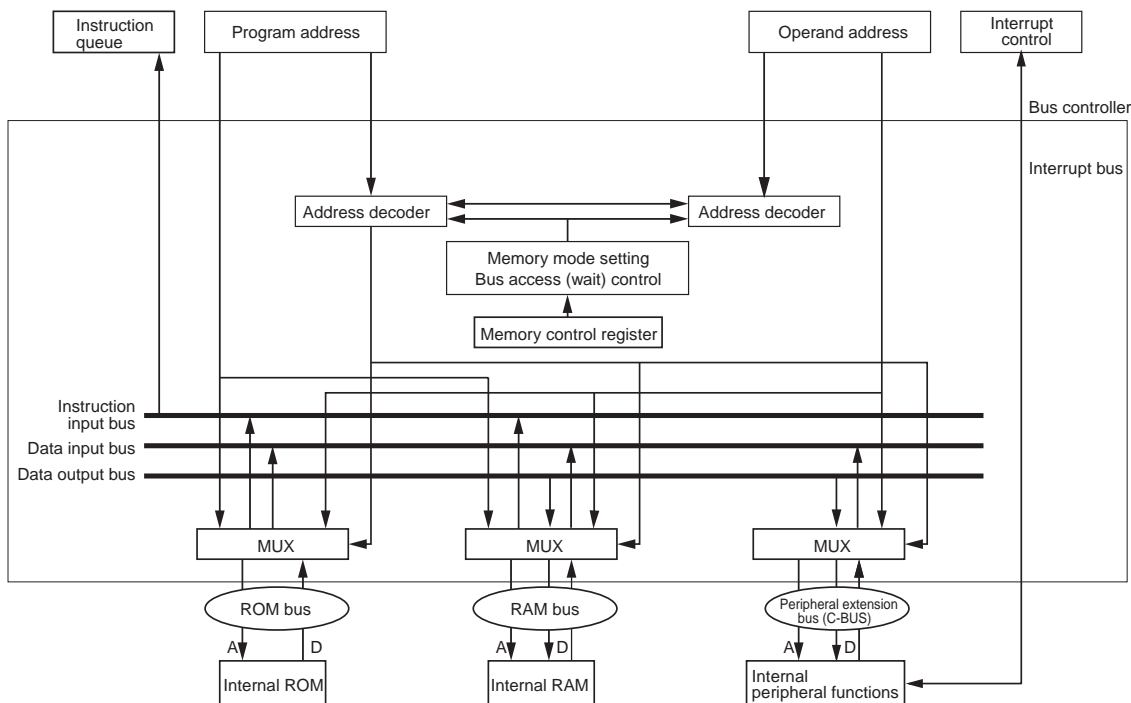 Instruction
queue
Program address
Operand address
Interrupt
control
Bus controller
Interrupt bus
Address decoder
Address decoder
Memory mode setting
Bus access (wait) control
Memory control register
Instruction
input bus
Data input bus
Data output bus
MUX
MUX
MUX
ROM bus
RAM bus
Peripheral extension
bus (C-BUS)
A
D
A
D
A
D
Internal ROM
Internal RAM
Internal
peripheral functions